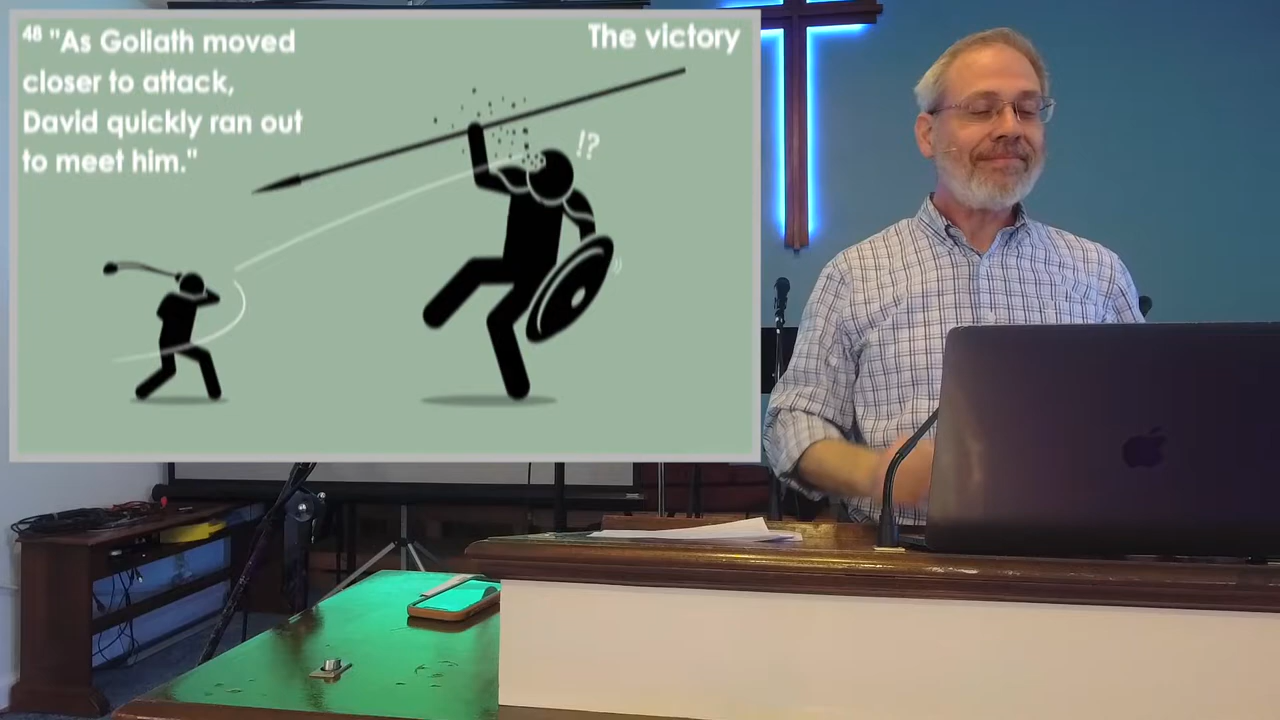 48 "As Goliath moved
closer to attack,
David quickly ran out
to meet him."
The victory
!?